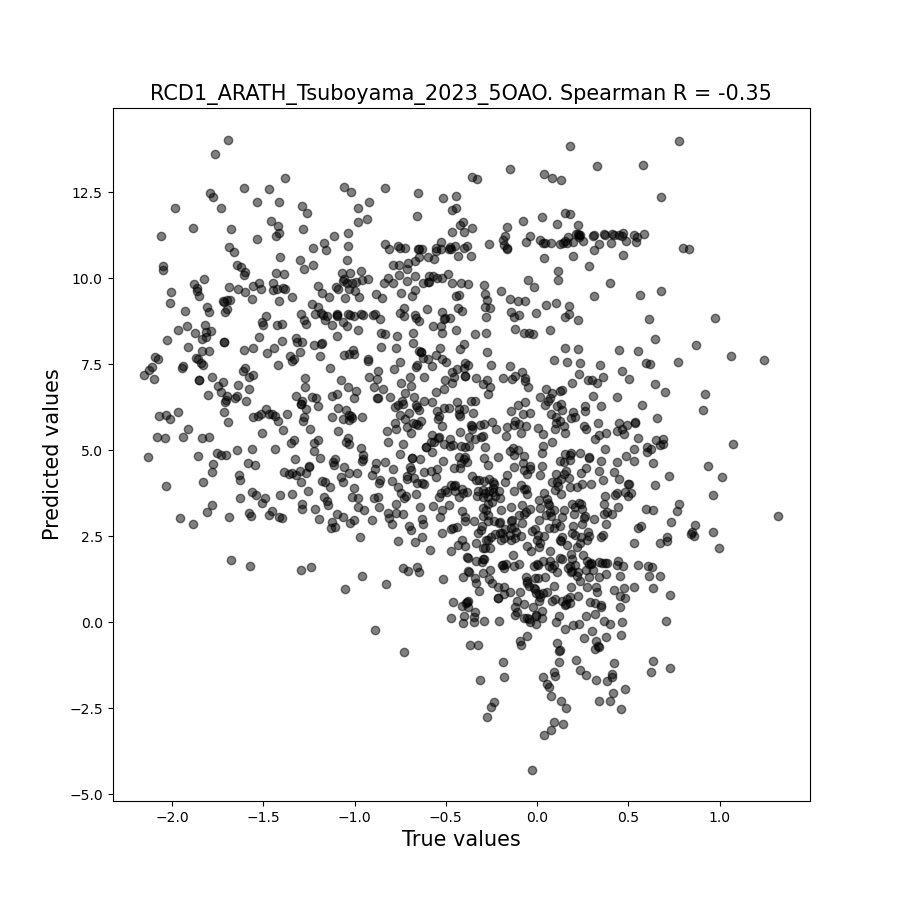 RCD1_ARATH_Tsuboyama_2023_5OAO. Spearman R = -0.35
Predicted values
12.5
10.0
7.5
5.0
2.5
0.0
−2.5
−5.0
−2.0 −1.5 −1.0 −0.5 0.0 0.5 1.0
True values